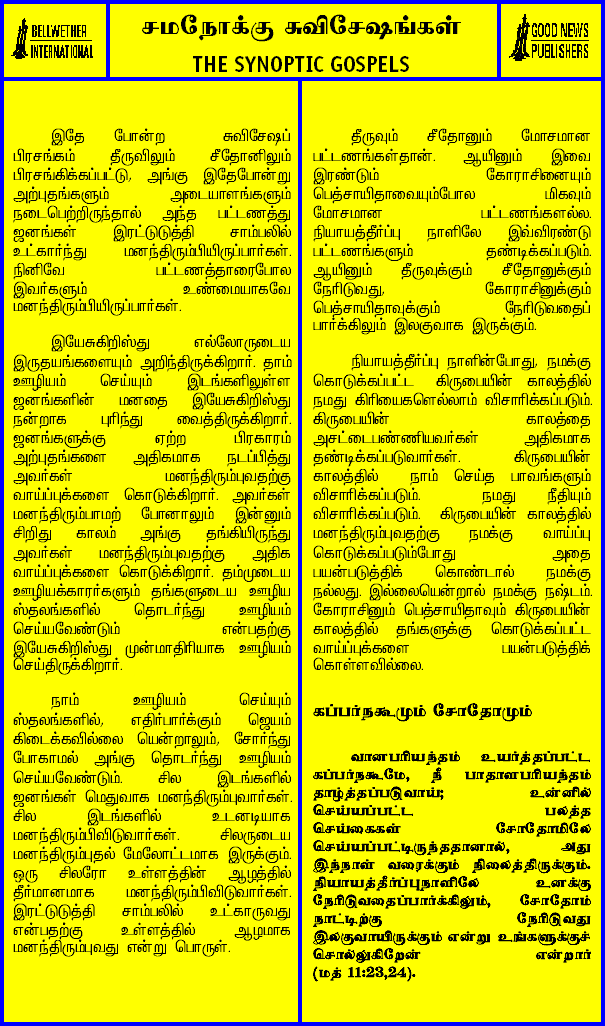 BELLWETHER
INTERNATIONAL
சமநோக்கு சுவிசேஷங்கள்
THE SYNOPTIC GOSPELS
GOOD NEWS
PUBLISHERS
இதே போன்ற சுவிசேஷப்
பிரசங்கம் தீருவிலும் சீதோனிலும்
பிரசங்கிக்கப்பட்டு, அங்கு இதேபோன்று
அற்புதங்களும் அடையாளங்களும்
நடைபெற்றிருந்தால் அந்த பட்டணத்து
ஜனங்கள் இரட்டுடுத்தி சாம்பலில்
உட்கார்ந்து மனந்திரும்பியிருப்பார்கள்.
நினிவே பட்டணத்தாரைபோல
இவர்களும் உண்மையாகவே
மனந்திரும்பியிருப்பார்கள்.
இயேசுகிறிஸ்து எல்லோருடைய
இருதயங்களையும் அறிந்திருக்கிறார். தாம்
ஊழியம் செய்யும் இடங்களிலுள்ள
ஜனங்களின் மனதை இயேசுகிறிஸ்து
நன்றாக புரிந்து வைத்திருக்கிறார்.
ஜனங்களுக்கு ஏற்ற பிரகாரம்
அற்புதங்களை அதிகமாக நடப்பித்து
அவர்கள் மனந்திரும்புவதற்கு
வாய்ப்புக்களை கொடுக்கிறார். அவர்கள்
மனந்திரும்பாமற் போனாலும் இன்னும்
சிறிது காலம் அங்கு தங்கியிருந்து
அவர்கள் மனந்திரும்புவதற்கு அதிக
வாய்ப்புக்களை கொடுக்கிறார். தம்முடைய
ஊழியக்காரர்களும் தங்களுடைய ஊழிய
ஸ்தலங்களில் தொடர்ந்து ஊழியம்
செய்யவேண்டும் என்பதற்கு
இயேசுகிறிஸ்து முன்மாதிரியாக ஊழியம்
செய்திருக்கிறார்.
நாம் ஊழியம் செய்யும்
ஸ்தலங்களில், எதிர்பார்க்கும் ஜெயம்
கிடைக்கவில்லை யென்றாலும், சோர்ந்து
போகாமல் அங்கு தொடர்ந்து ஊழியம்
செய்யவேண்டும். சில இடங்களில்
ஜனங்கள் மெதுவாக மனந்திரும்புவார்கள்.
சில இடங்களில் உடனடியாக
மனந்திரும்பிவிடுவார்கள். சிலருடைய
மனந்திரும்புதல் மேலோட்டமாக இருக்கும்.
ஒரு சிலரோ உள்ளத்தின் ஆழத்தில்
தீர்மானமாக மனந்திரும்பிவிடுவார்கள்.
இரட்டுடுத்தி சாம்பலில் உட்காருவது
என்பதற்கு உள்ளத்தில் ஆழமாக
மனந்திரும்புவது என்று பொருள்.
தீருவும் சீதோனும் மோசமான
பட்டணங்கள்தான். ஆயினும் இவை
இரண்டும் கோராசினையும்
பெத்சாயிதாவையும்போல மிகவும்
மோசமான பட்டணங்களல்ல.
நியாயத்தீர்ப்பு நாளிலே இவ்விரண்டு
பட்டணங்களும் தண்டிக்கப்படும்.
ஆயினும் தீருவுக்கும் சீதோனுக்கும்
நேரிடுவது, கோராசினுக்கும்
பெத்சாயிதாவுக்கும் நேரிடுவதைப்
பார்க்கிலும் இலகுவாக இருக்கும்.
நியாயத்தீர்ப்பு நாளின்போது, நமக்கு
கொடுக்கப்பட்ட கிருபையின் காலத்தில்
நமது கிரியைகளெல்லாம் விசாரிக்கப்படும்.
கிருபையின் காலத்தை
அசட்டைபண்ணியவர்கள் அதிகமாக
தண்டிக்கப்படுவார்கள். கிருபையின்
காலத்தில் நாம் செய்த பாவங்களும்
விசாரிக்கப்படும். நமது நீதியும்
விசாரிக்கப்படும். கிருபையின் காலத்தில்
மனந்திரும்புவதற்கு நமக்கு வாய்ப்பு
கொடுக்கப்படும்போது அதை
பயன்படுத்திக் கொண்டால் நமக்கு
நல்லது. இல்லையென்றால் நமக்கு நஷ்டம்.
கோராசினும் பெத்சாயிதாவும் கிருபையின்
காலத்தில் தங்களுக்கு கொடுக்கப்பட்ட
வாய்ப்புக்களை பயன்படுத்திக்
கொள்ளவில்லை.
கப்பர்நகூமும் சோதோமும்
வானபரியந்தம் உயர்த்தப்பட்ட
கப்பர்நகூமே, நீ பாதாளபரியந்தம்
தாழ்த்தப்படுவாய்; உன்னில்
செய்யப்பட்ட பலத்த
செய்கைகள் சோதோமிலே
செய்யப்பட்டிருந்ததானால், அது
இந்நாள் வரைக்கும் நிலைத்திருக்கும்.
நியாயத்தீர்ப்புநாளிலே உனக்கு
நேரிடுவதைப்பார்க்கிலும், சோதோம்
நாட்டிற்கு நேரிடுவது
இலகுவாயிருக்கும் என்று உங்களுக்குச்
சொல்லுகிறேன் என்றார்
(மத் 11:23,24).